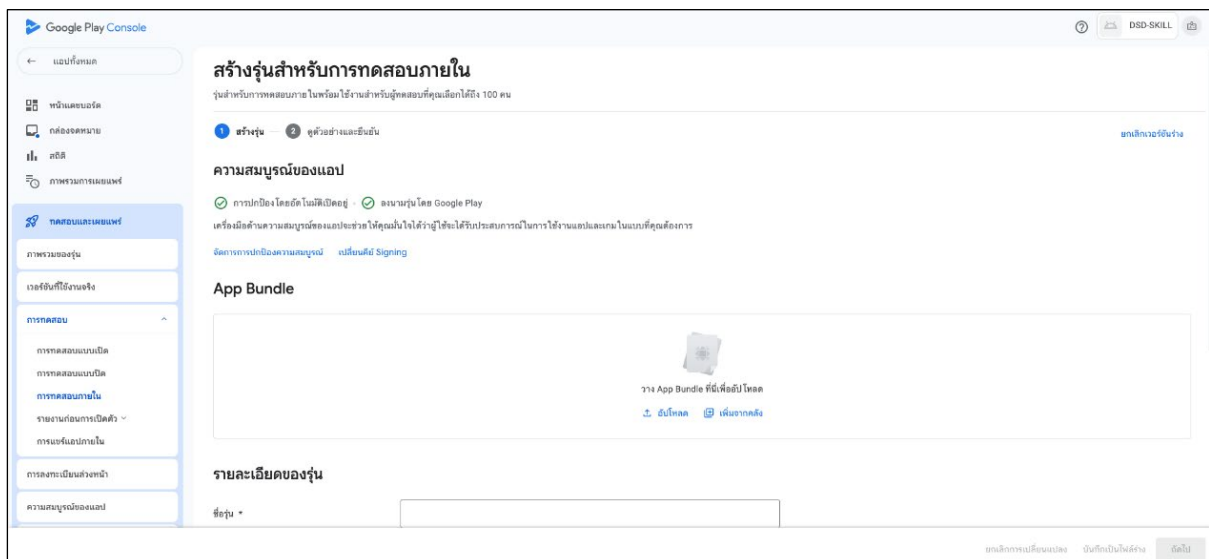 Google Play Console
DSD-SKILL
แอปทั้งหมด
หน้าแดชบอร์ด
กล่องจดหมาย
สถิติ
ภาพรวมการเผยแพร่
ทดสอบและเผยแพร่
ภาพรวมของรุ่น
เวอร์ชันที่ใช้งานจริง
การทดสอบ
การทดสอบแบบเปิด
การทดสอบแบบปิด
การทดสอบภายใน
รายงานก่อนการเปิดตัว
การแชร์แอปภายใน
การลงทะเบียนล่วงหน้า
ความสมบูรณ์ของแอป
สร้างรุ่นสำหรับการทดสอบภายใน
รุ่นสำหรับการทดสอบภายในพร้อมใช้งานสำหรับผู้ทดสอบที่คุณเลือกได้ถึง 100 คน
1 สร้างรุ่น 2 ดูตัวอย่างและยืนยัน
ยกเลิกเวอร์ชันร่าง
ความสมบูรณ์ของแอป
การปกป้องโดยอัตโนมัติเปิดอยู่ · ลงนามรุ่นโดย Google Play
เครื่องมือด้านความสมบูรณ์ของแอปจะช่วยให้คุณมั่นใจได้ว่าผู้ใช้จะได้รับประสบการณ์ในการใช้งานแอปและเกมในแบบที่คุณต้องการ
จัดการการปกป้องความสมบูรณ์ เปลี่ยนคีย์ Signing
App Bundle
วาง App Bundle ที่นี่เพื่ออัปโหลด
อัปโหลด เพิ่มจากคลัง
รายละเอียดของรุ่น
ชื่อรุ่น *
ยกเลิกการเปลี่ยนแปลง บันทึกเป็นไฟล์ร่าง ถัดไป